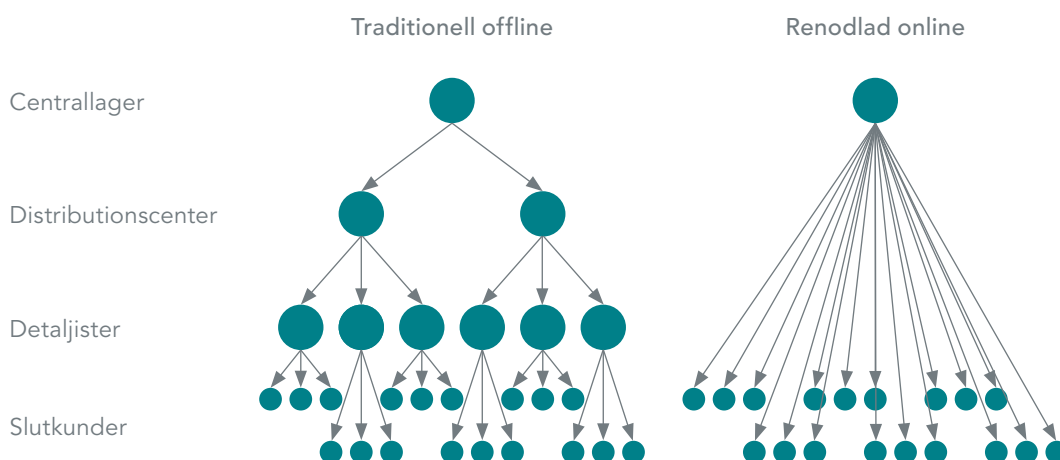 Traditionell offline
Renodlad online
Centrallager
Distributionscenter
Detaljister
Slutkunder